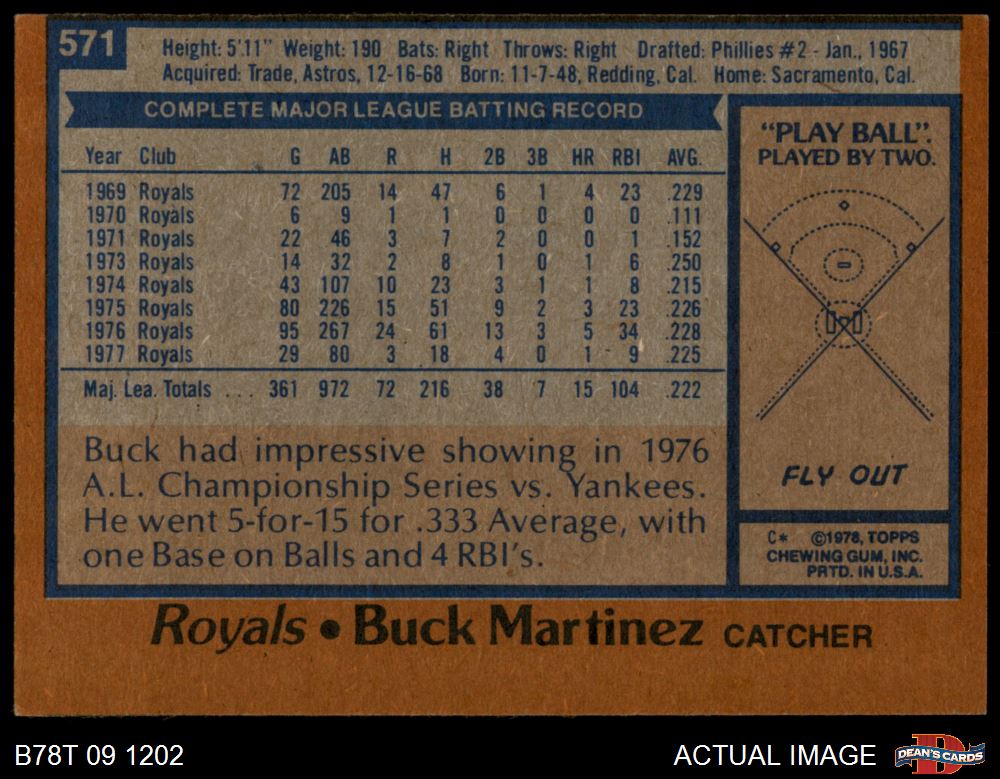 571
Height: 5'11" Weight: 190 Bats: Right Throws: Right Drafted: Phillies #2 - Jan., 1967
Acquired: Trade, Astros, 12-16-68 Born: 11-7-48, Redding, Cal. Home: Sacramento, Cal.
COMPLETE MAJOR LEAGUE BATTING RECORD
Year Club G AB R H 2B 3B HR RBI AVG.
1969 Royals 72 205 14 47 6 1 4 23 .229
1970 Royals 6 9 1 1 0 0 0 0 .111
1971 Royals 22 46 3 7 2 0 0 1 .152
1973 Royals 14 32 2 8 1 0 1 6 .250
1974 Royals 43 107 10 23 3 1 1 8 .215
1975 Royals 80 226 15 51 9 2 3 23 .226
1976 Royals 95 267 24 61 13 3 5 34 .228
1977 Royals 29 80 3 18 4 0 1 9 .225
Maj. Lea. Totals ... 361 972 72 216 38 7 15 104 .222
Buck had impressive showing in 1976
A.L. Championship Series vs. Yankees.
He went 5-for-15 for .333 Average, with
one Base on Balls and 4 RBI's.
"PLAY BALL".
PLAYED BY TWO.
FLY OUT
C* ©1978, TOPPS
CHEWING GUM, INC.
PRTD. IN U.S.A.
Royals • Buck Martinez CATCHER
B78T 09 1202
ACTUAL IMAGE
DEAN'S CARDS